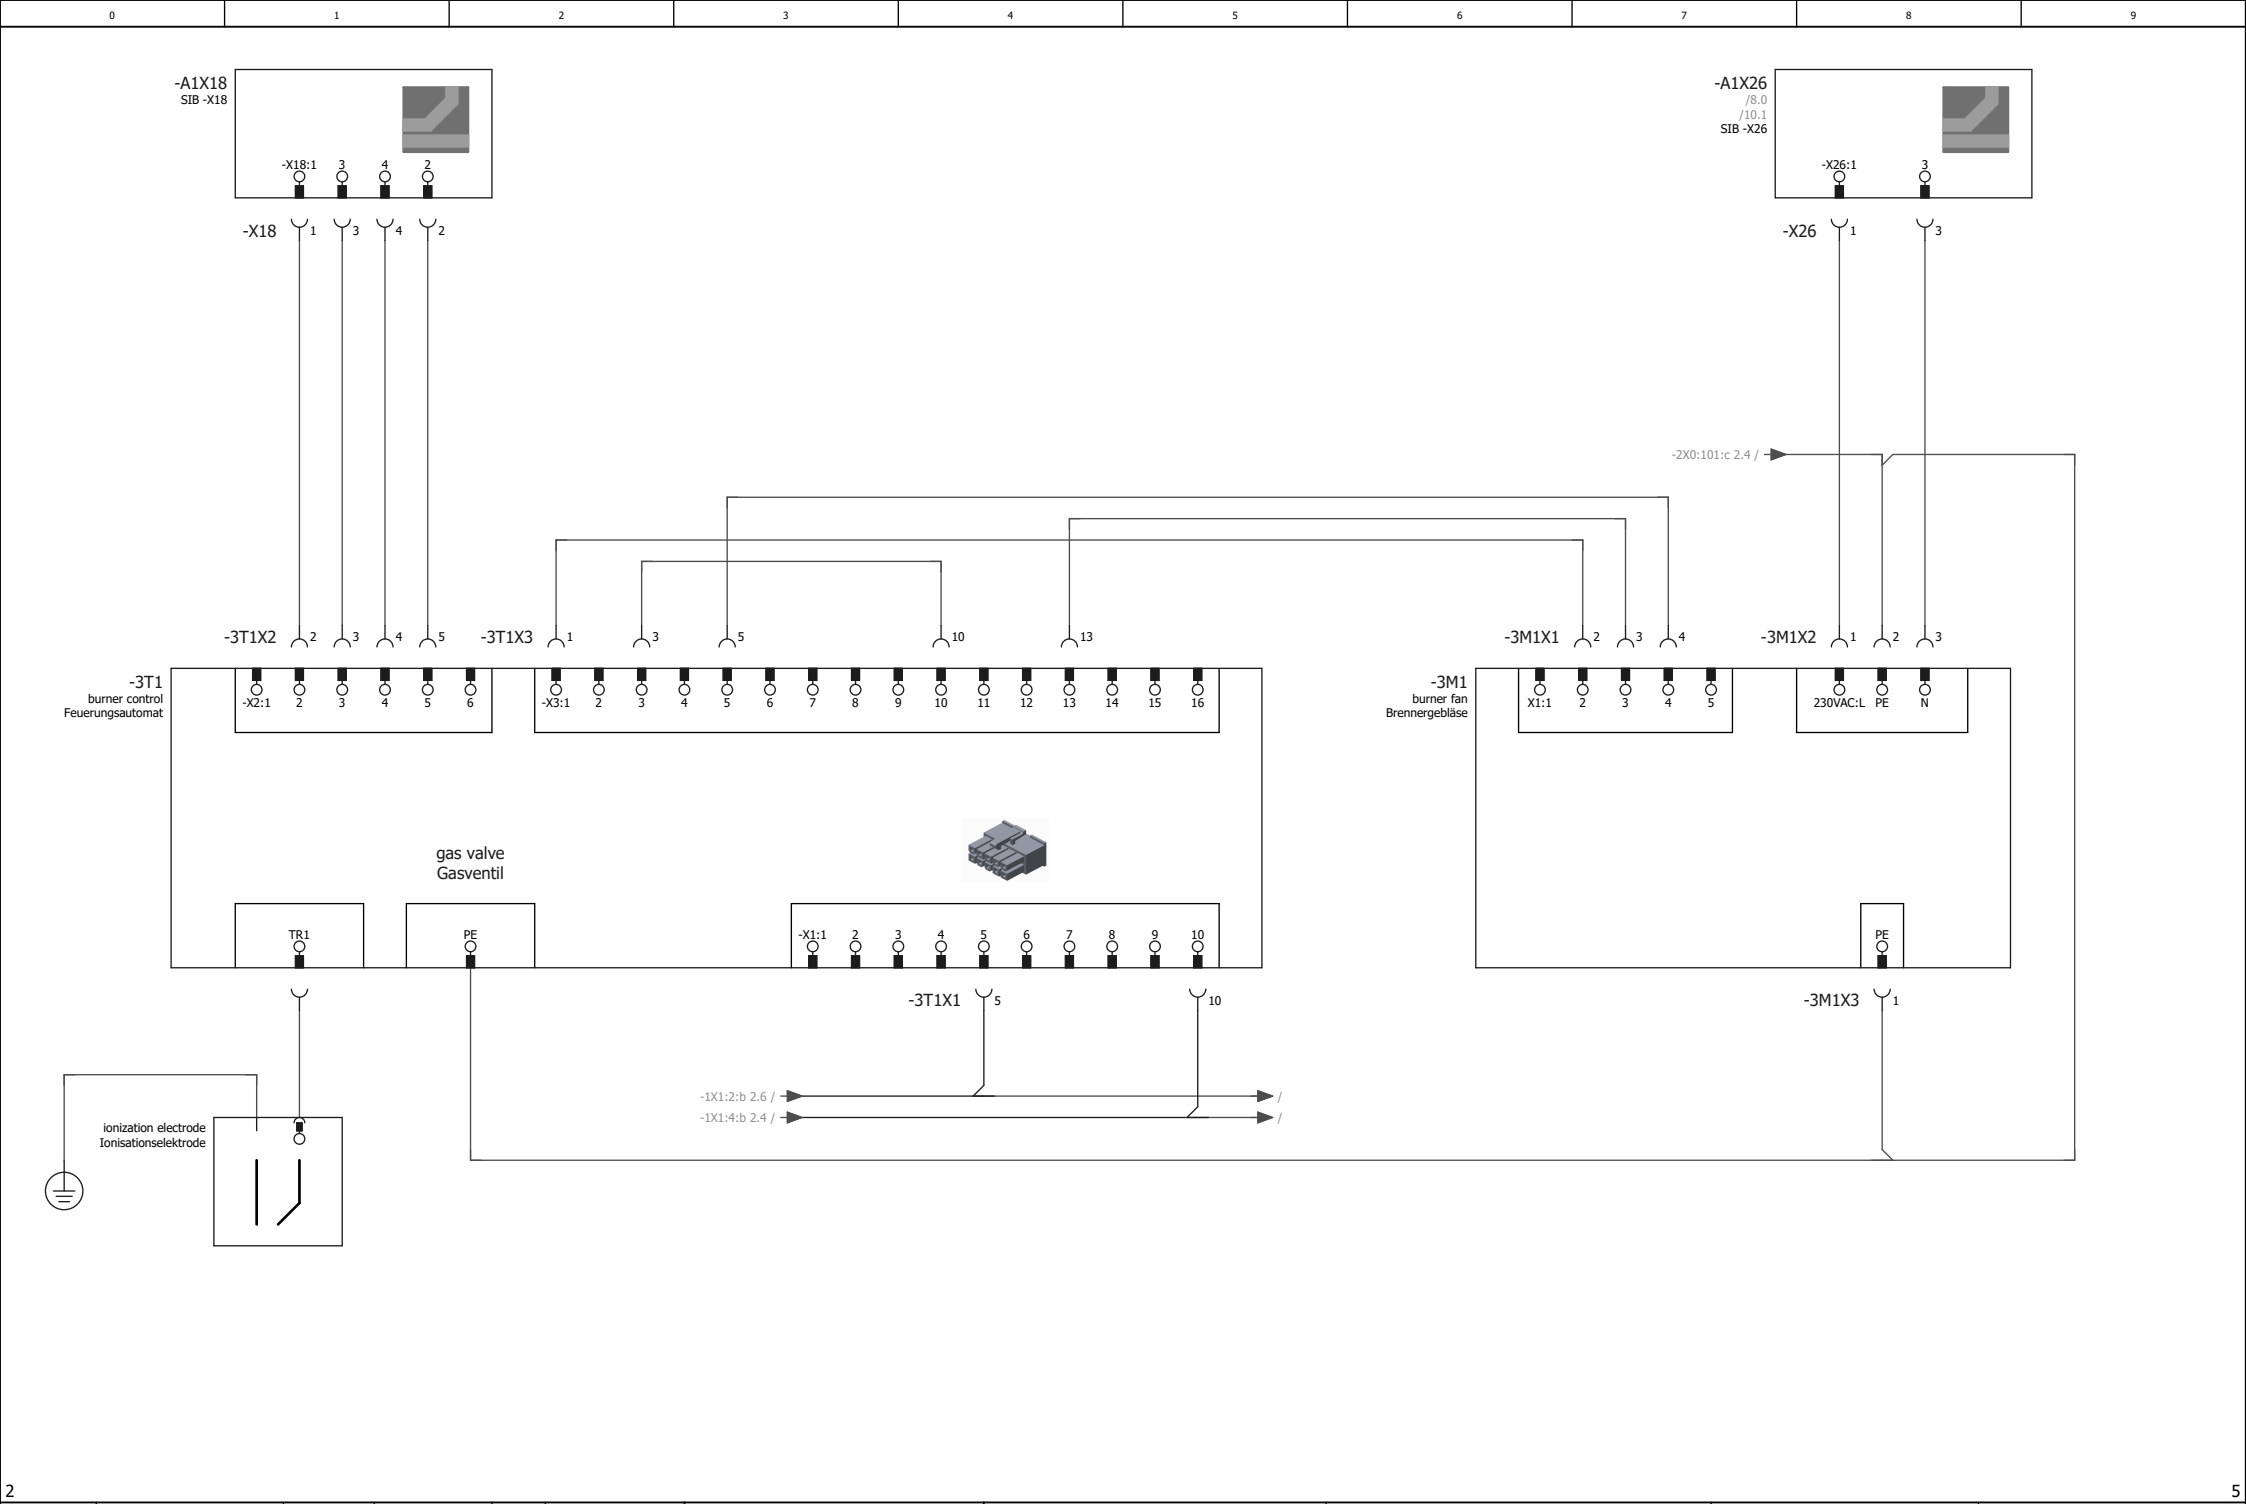 0 1 2 3 4 5 6 7 8 9
-A1X18
SIB -X18
-X18:1 3 4 2
-X18 1 3 4 2
-A1X26
/8.0
/10.1
SIB -X26
-X26:1 3
-X26 1 3
-2X0:101:c 2.4 /
-3T1X2 2 3 4 5
-3T1X3 1 3 5 10 13
-3M1X1 2 3 4
-3M1X2 1 2 3
-3T1
burner control
Feuerungsautomat
-X2:1 2 3 4 5 6
-X3:1 2 3 4 5 6 7 8 9 10 11 12 13 14 15 16
-3M1
burner fan
Brennergebläse
X1:1 2 3 4 5
230VAC:L PE N
gas valve
Gasventil
TR1
PE
-X1:1 2 3 4 5 6 7 8 9 10
PE
-3T1X1 5 10
-3M1X3 1
-1X1:2:b 2.6 / /
-1X1:4:b 2.4 / /
ionization electrode
Ionisationselektrode
2 5